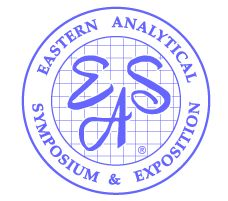 EASTERN ANALYTICAL
EAS
®
SYMPOSIUM & EXPOSITION